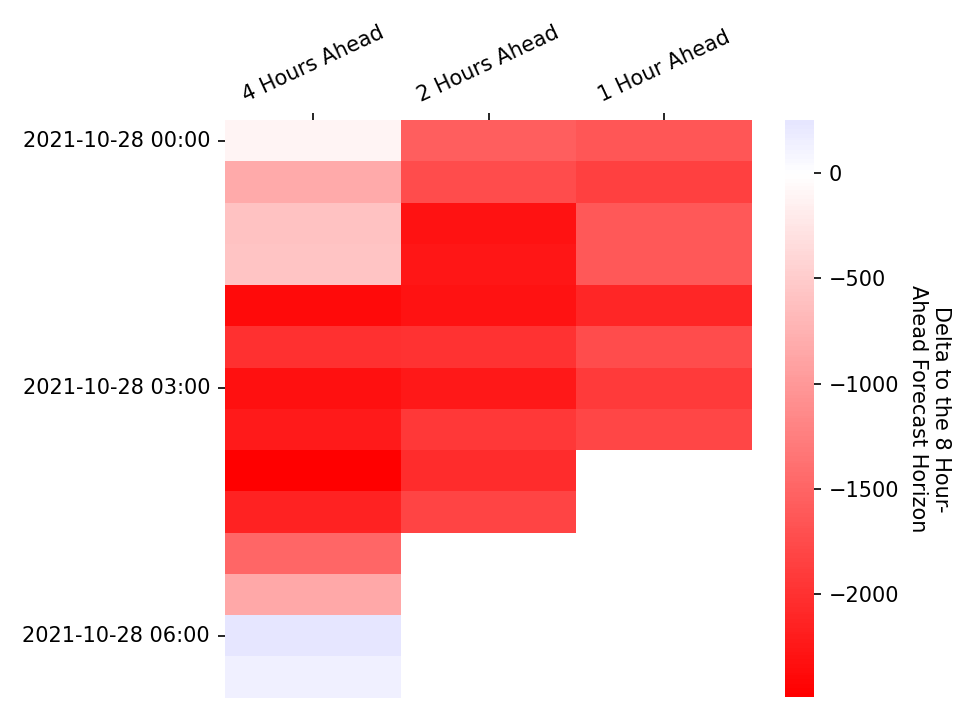 4 Hours Ahead
2 Hours Ahead
1 Hour Ahead
2021-10-28 00:00
2021-10-28 03:00
2021-10-28 06:00
0
−500
−1000
−1500
−2000
Delta to the 8 Hour-
Ahead Forecast Horizon